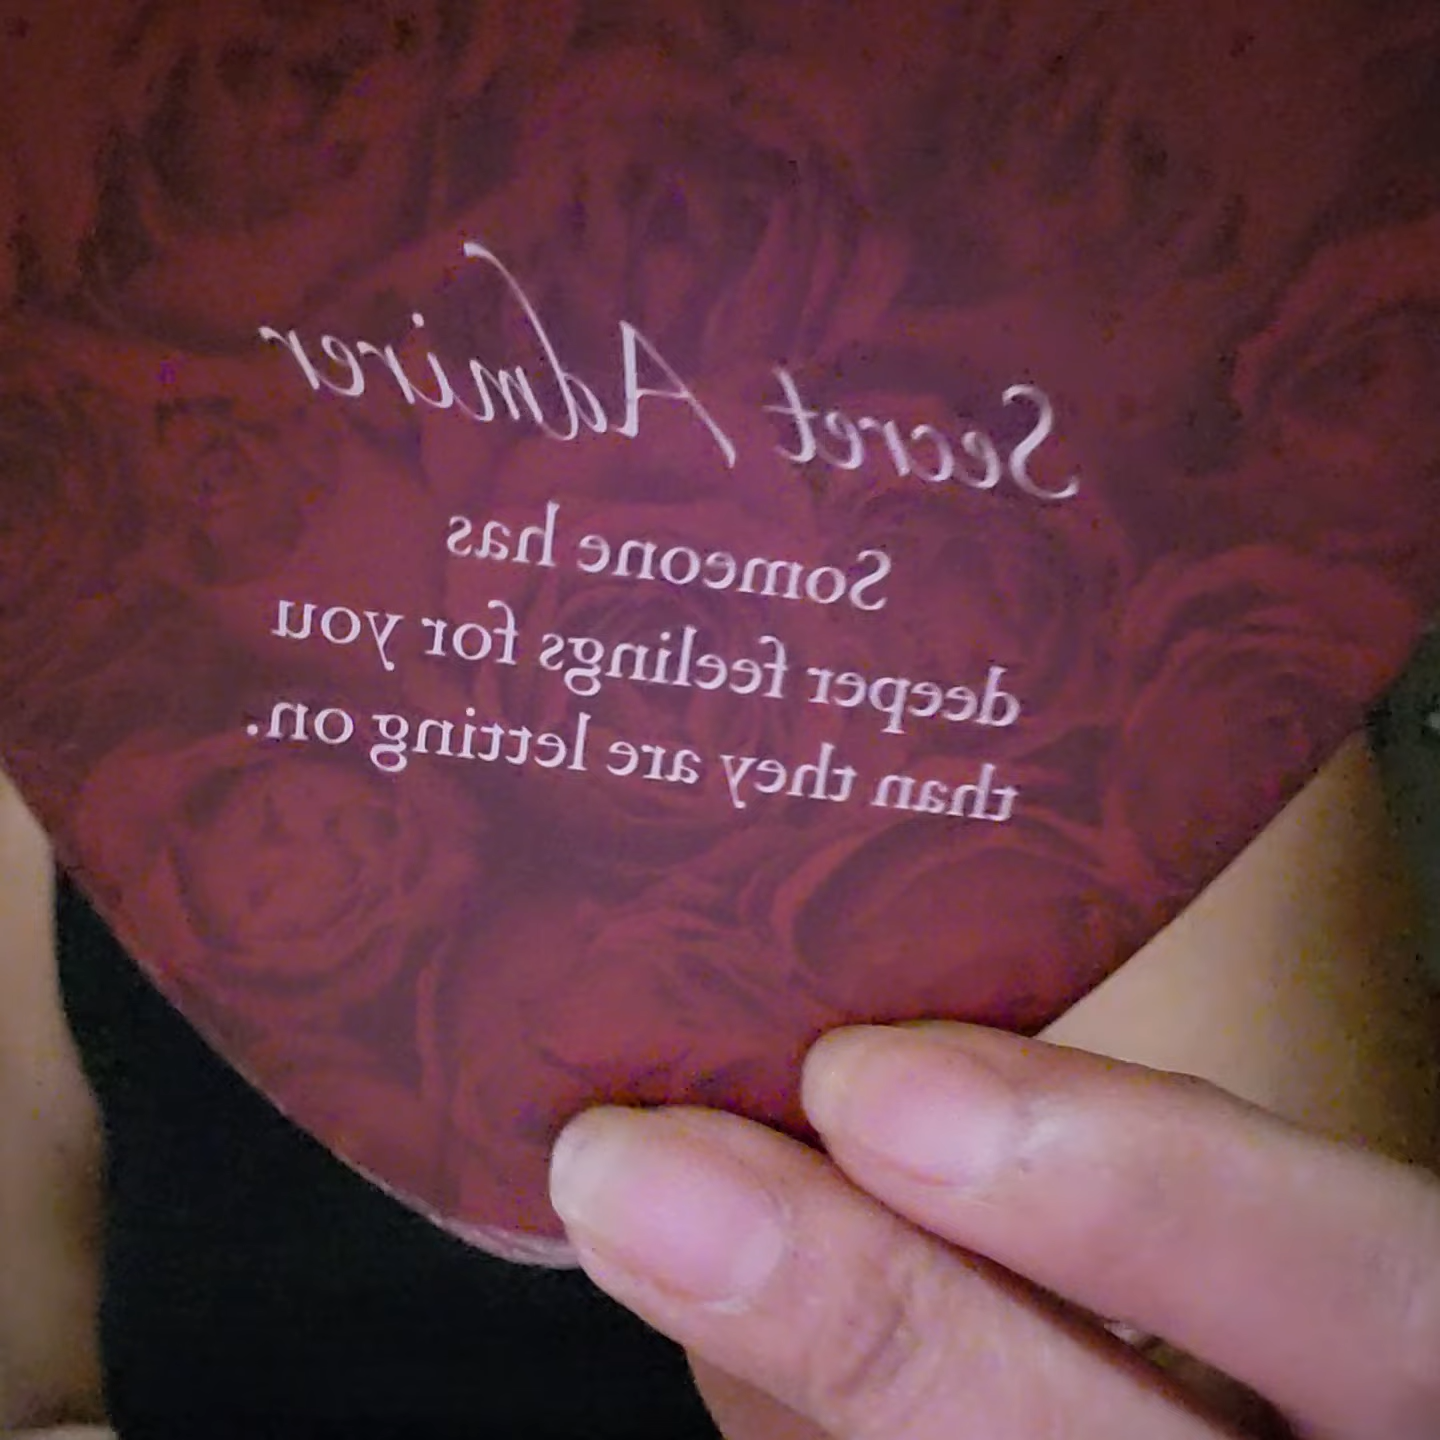 Secret Admirer
Someone has
deeper feelings for you
than they are letting on.